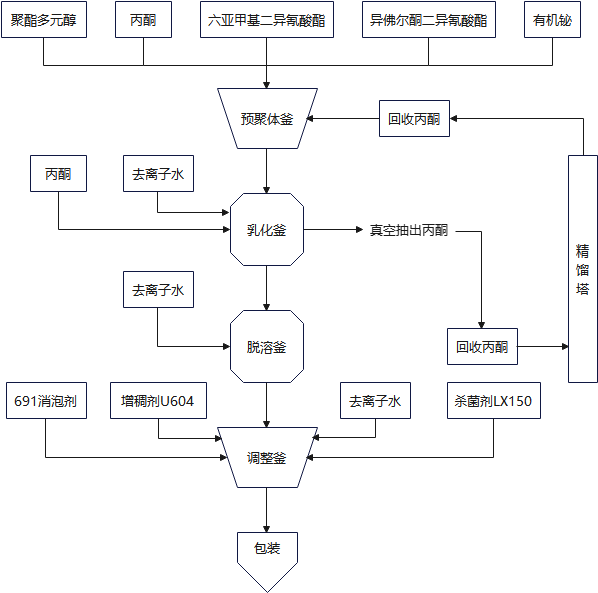 聚酯多元醇
丙酮
六亚甲基二异氰酸酯
异佛尔酮二异氰酸酯
有机铋
预聚体釜
回收丙酮
丙酮
去离子水
乳化釜
真空抽出丙酮
精馏塔
去离子水
脱溶釜
回收丙酮
691消泡剂
增稠剂U604
去离子水
杀菌剂LX150
调整釜
包装